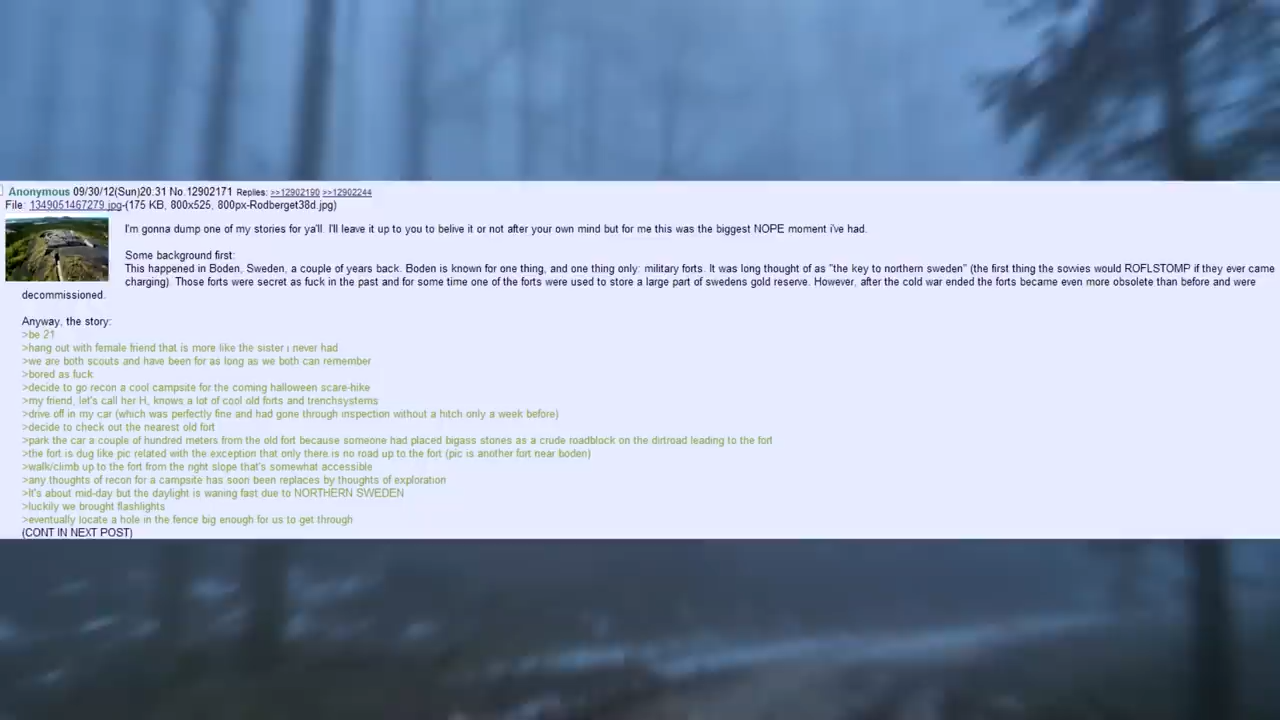 Anonymous 09/30/12(Sun)20:31 No.12902171 Replies: >>12902190 >>12902244
File: 1349051467279.jpg-(175 KB, 800x525, 800px-Rodberget38d.jpg)
I'm gonna dump one of my stories for ya'll. I'll leave it up to you to belive it or not after your own mind but for me this was the biggest NOPE moment i've had.
Some background first:
This happened in Boden, Sweden, a couple of years back. Boden is known for one thing, and one thing only: military forts. It was long thought of as "the key to northern sweden" (the first thing the sovvies would ROFLSTOMP if they ever came
charging). Those forts were secret as fuck in the past and for some time one of the forts were used to store a large part of swedens gold reserve. However, after the cold war ended the forts became even more obsolete than before and were
decommissioned.
Anyway, the story:
>be 21
>hang out with female friend that is more like the sister i never had
>we are both scouts and have been for as long as we both can remember
>bored as fuck
>decide to go recon a cool campsite for the coming halloween scare-hike
>my friend, let's call her H, knows a lot of cool old forts and trenchsystems
>drive off in my car (which was perfectly fine and had gone through inspection without a hitch only a week before)
>decide to check out the nearest old fort
>park the car a couple of hundred meters from the old fort because someone had placed bigass stones as a crude roadblock on the dirtroad leading to the fort
>the fort is dug like pic related with the exception that only there is no road up to the fort (pic is another fort near boden)
>walk/climb up to the fort from the right slope that's somewhat accessible
>any thoughts of recon for a campsite has soon been replaces by thoughts of exploration
>It's about mid-day but the daylight is waning fast due to NORTHERN SWEDEN
>luckily we brought flashlights
>eventually locate a hole in the fence big enough for us to get through
(CONT IN NEXT POST)